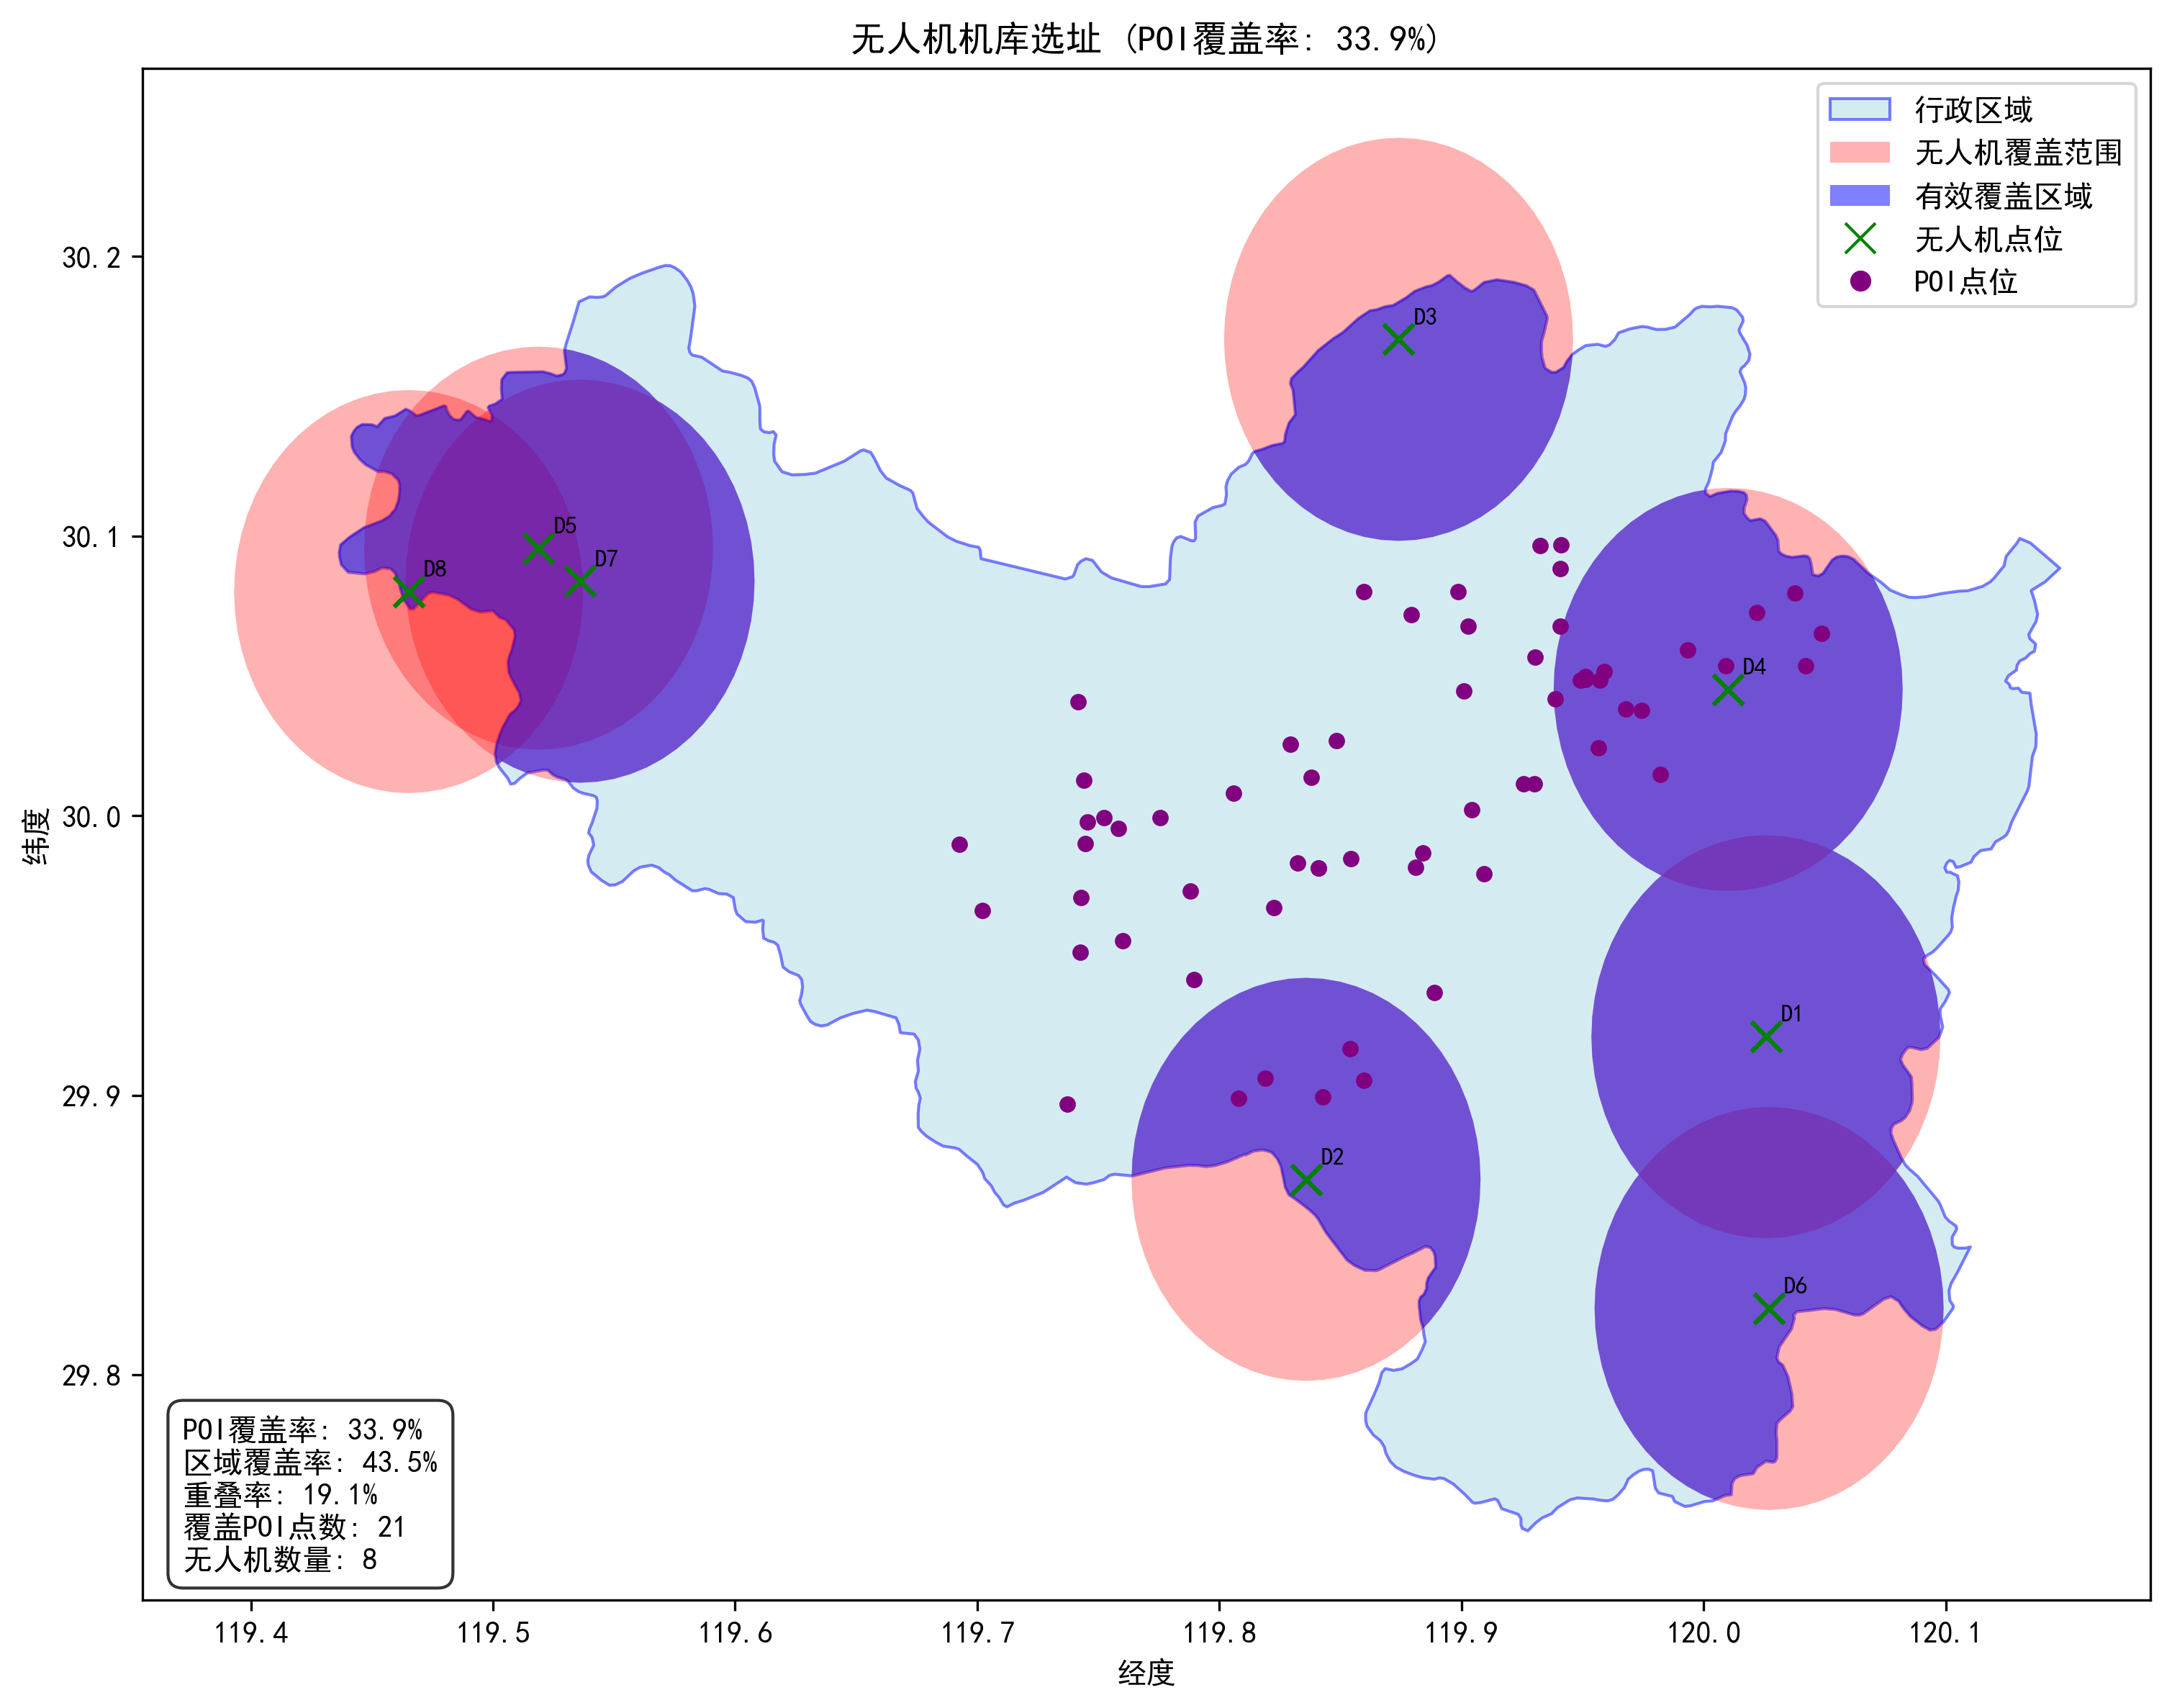 无人机机库选址 (POI覆盖率: 33.9%)
行政区域
无人机覆盖范围
有效覆盖区域
无人机点位
POI点位
30.2
30.1
30.0
29.9
29.8
纬度
D3
D5
D7
D8
D4
D1
D2
D6
POI覆盖率: 33.9%
区域覆盖率: 43.5%
重叠率: 19.1%
覆盖POI点数: 21
无人机数量: 8
119.4 119.5 119.6 119.7 119.8 119.9 120.0 120.1
经度